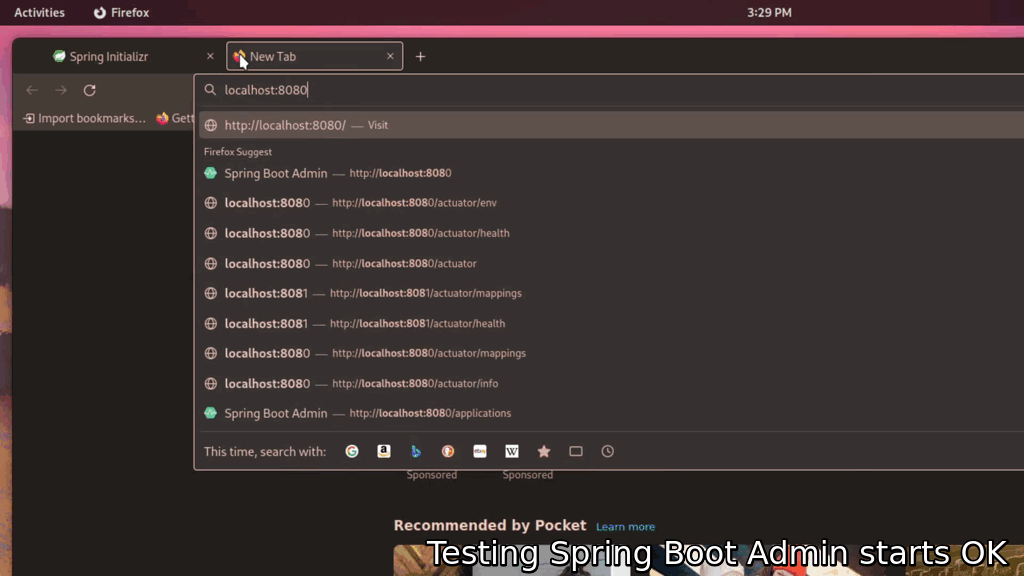 Activities Firefox 3:29 PM
Spring Initializr New Tab
localhost:8080
Import bookmarks... Gett
http://localhost:8080/ — Visit
Firefox Suggest
Spring Boot Admin — http://localhost:8080
localhost:8080 — http://localhost:8080/actuator/env
localhost:8080 — http://localhost:8080/actuator/health
localhost:8080 — http://localhost:8080/actuator
localhost:8081 — http://localhost:8081/actuator/mappings
localhost:8081 — http://localhost:8081/actuator/health
localhost:8080 — http://localhost:8080/actuator/mappings
localhost:8080 — http://localhost:8080/actuator/info
Spring Boot Admin — http://localhost:8080/applications
This time, search with:
Sponsored Sponsored
Recommended by Pocket Learn more
Testing Spring Boot Admin starts OK